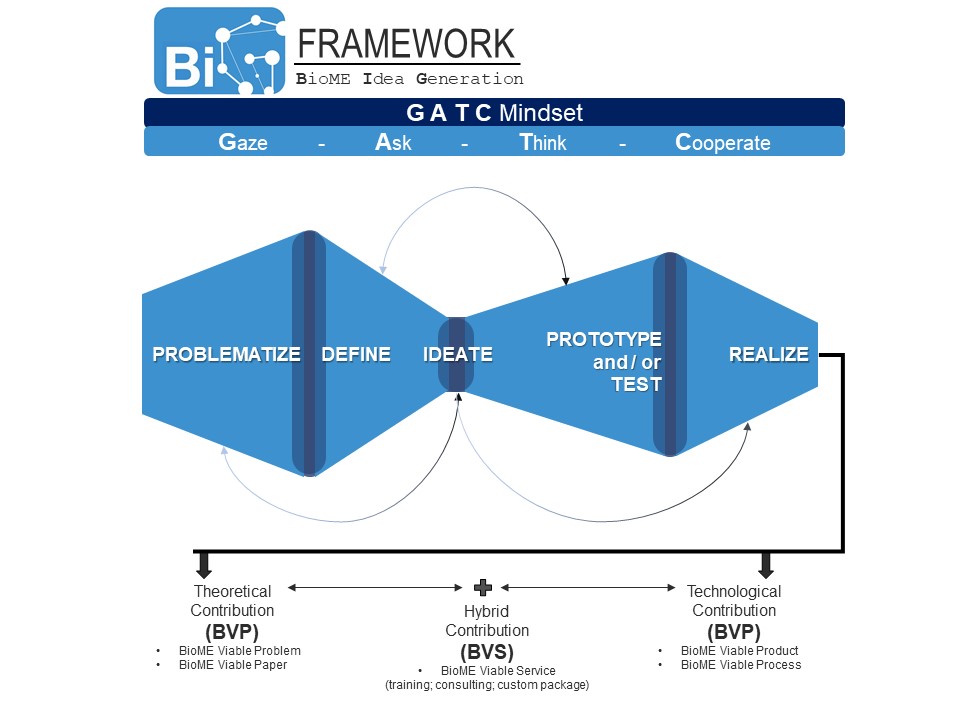 BiG FRAMEWORK
BioME Idea Generation
G A T C Mindset
Gaze - Ask - Think - Cooperate
PROBLEMATIZE
DEFINE
IDEATE
PROTOTYPE
and / or
TEST
REALIZE
Theoretical
Contribution
(BVP)
• BioME Viable Problem
• BioME Viable Paper
Hybrid
Contribution
(BVS)
• BioME Viable Service
(training; consulting; custom package)
Technological
Contribution
(BVP)
• BioME Viable Product
• BioME Viable Process